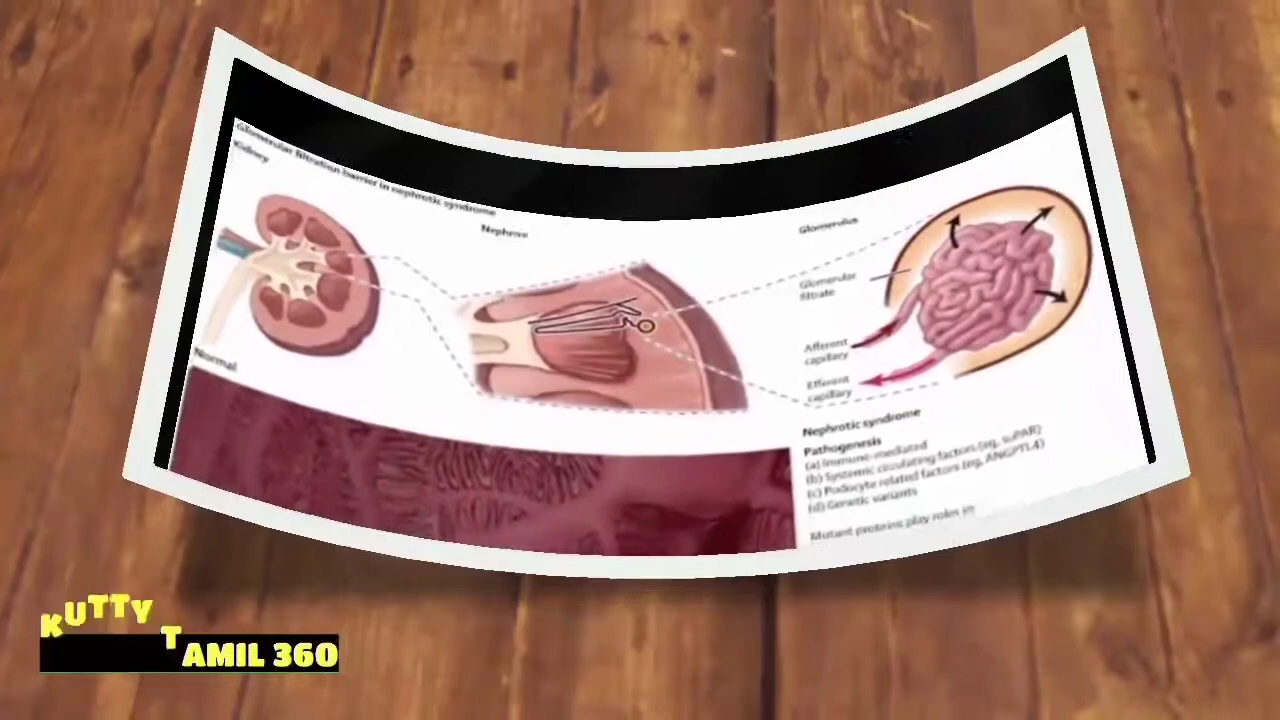 Glomerular filtration barrier in nephrotic syndrome
Kidney
Nephron
Glomerulus
Glomerular
filtrate
Afferent
capillary
Efferent
capillary
Normal
Nephrotic syndrome
Pathogenesis
(a) Immune-mediated
(b) Systemic circulating factors (eg, suPAR)
(c) Podocyte related factors (eg, ANGPTL4)
(d) Genetic variants
Mutant proteins play roles in
KUTTY
TAMIL 360